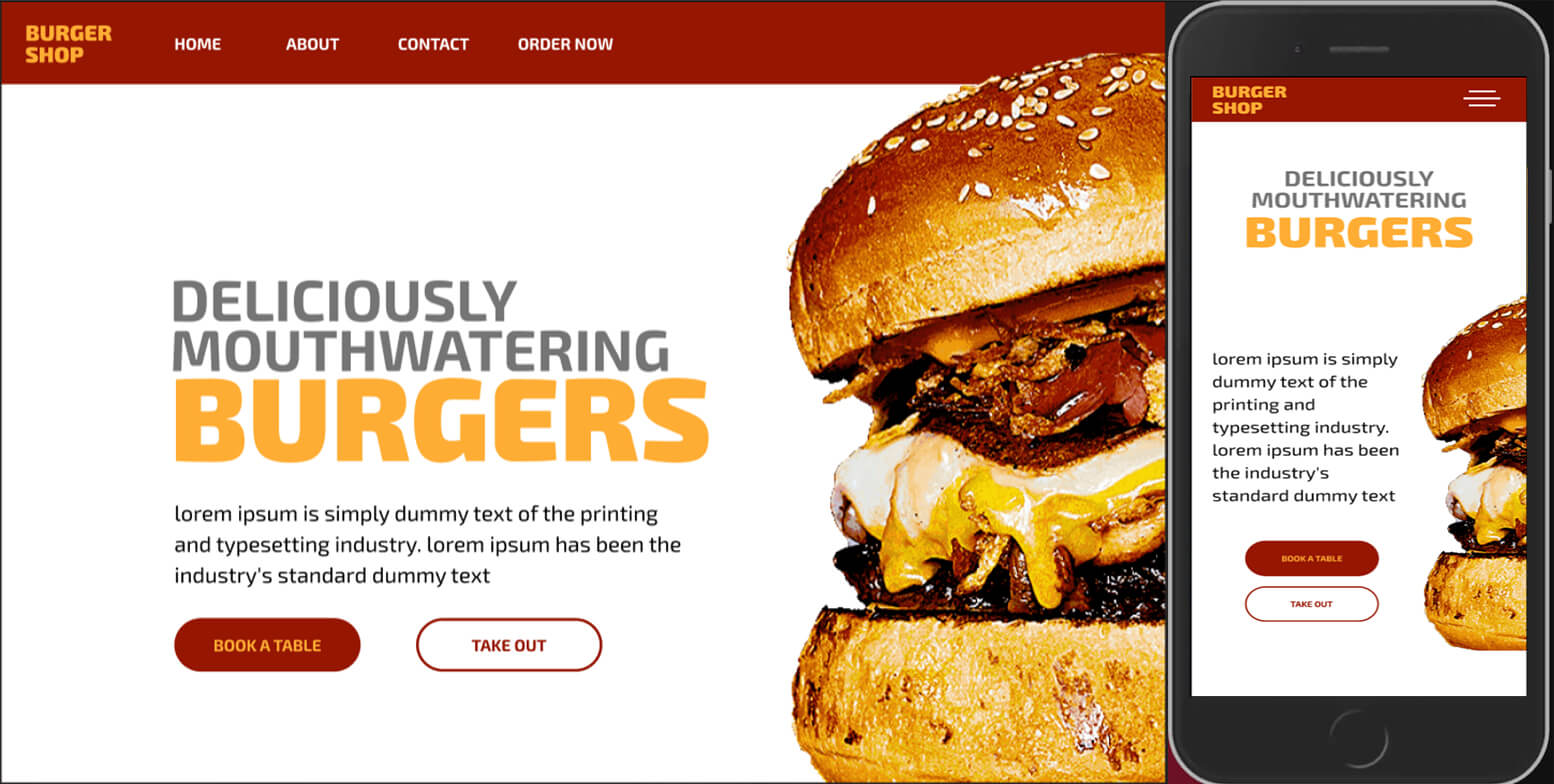 BURGER
SHOP
HOME
ABOUT
CONTACT
ORDER NOW
DELICIOUSLY
MOUTHWATERING
BURGERS
lorem ipsum is simply dummy text of the printing
and typesetting industry. lorem ipsum has been the
industry's standard dummy text
BOOK A TABLE
TAKE OUT
BURGER
SHOP
DELICIOUSLY
MOUTHWATERING
BURGERS
lorem ipsum is simply
dummy text of the
printing and
typesetting industry.
lorem ipsum has been
the industry's
standard dummy text
BOOK A TABLE
TAKE OUT